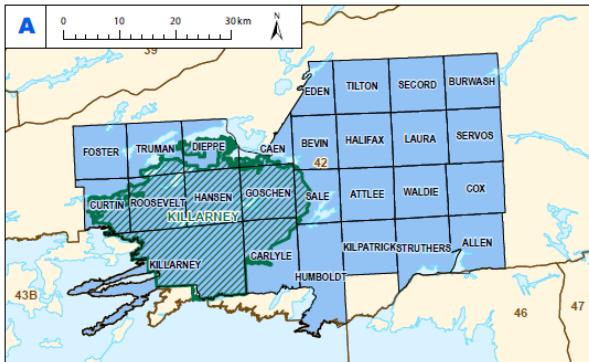 A
0 10 20 30 km
N
39
EDEN
TILTON
SECORD
BURWASH
FOSTER
TRUMAN
DIEPPE
CAEN
BEVIN
HALIFAX
LAURA
SERVOS
42
CURTIN
ROOSEVELT
HANSEN
GOSCHEN
SALE
ATTLEE
WALDIE
COX
KILLARNEY
KILLARNEY
CARLYLE
HUMBOLDT
KILPATRICK
STRUTHERS
ALLEN
43B
46
47